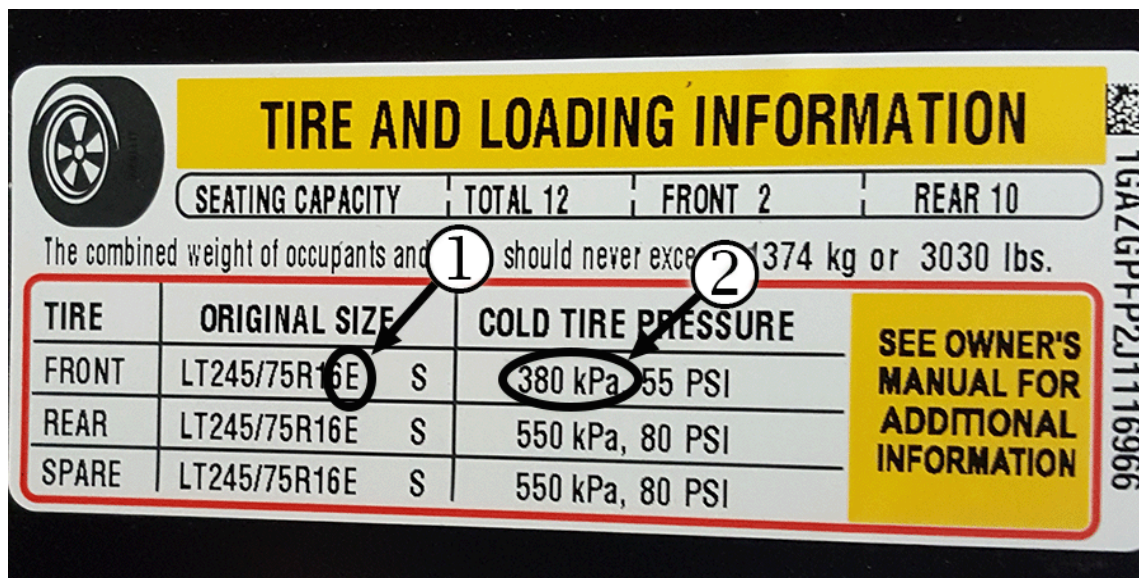 TIRE AND LOADING INFORMATION
SEATING CAPACITY TOTAL 12 FRONT 2 REAR 10
The combined weight of occupants and should never exce 1374 kg or 3030 lbs.
1
2
TIRE ORIGINAL SIZE COLD TIRE PRESSURE
FRONT LT245/75R16E S 380 kPa, 55 PSI
REAR LT245/75R16E S 550 kPa, 80 PSI
SPARE LT245/75R16E S 550 kPa, 80 PSI
SEE OWNER'S
MANUAL FOR
ADDITIONAL
INFORMATION
1GAZGPFP2J1116966